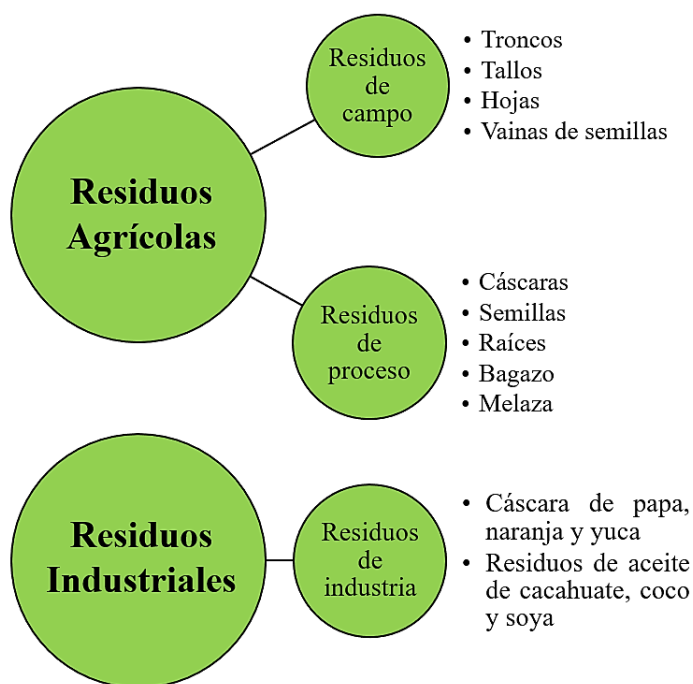 Residuos
Agrícolas
Residuos
de
campo
• Troncos
• Tallos
• Hojas
• Vainas de semillas
Residuos
de
proceso
• Cáscaras
• Semillas
• Raíces
• Bagazo
• Melaza
Residuos
Industriales
Residuos
de
industria
• Cáscara de papa,
naranja y yuca
• Residuos de aceite
de cacahuate, coco
y soya